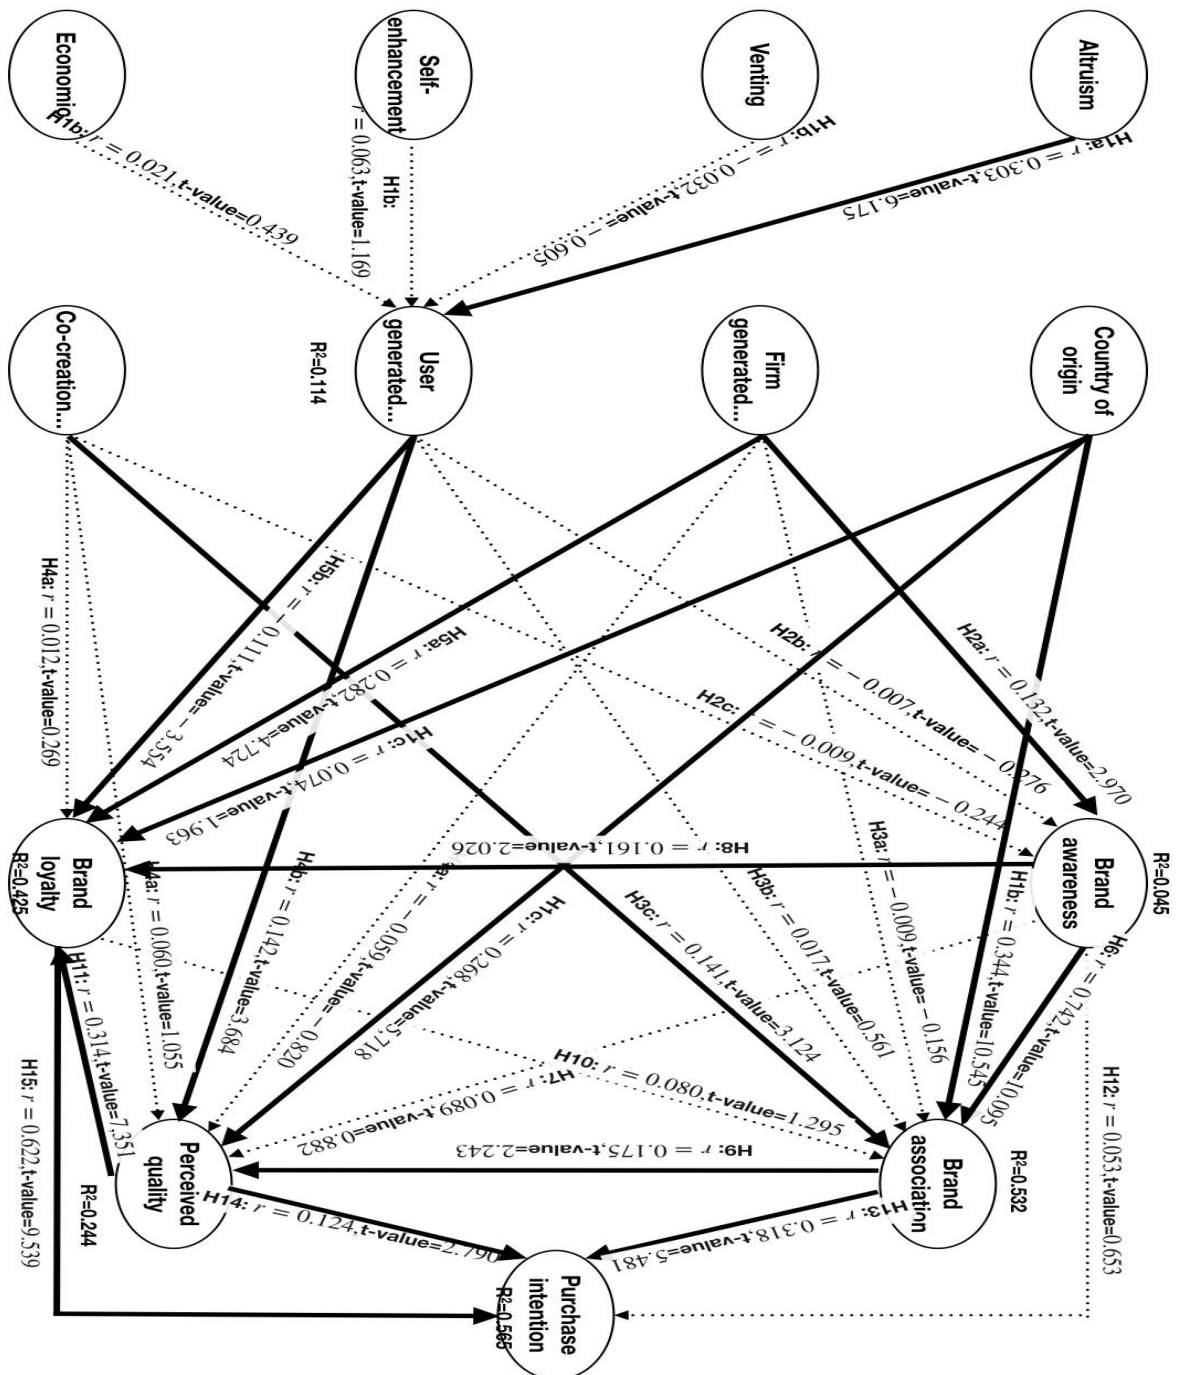 Altruism
Venting
Self-
enhancement
Economic
H1a: r = 0.303,t-value=6.175
H1b: r = − 0.032,t-value= − 0.605
H1b:
r = 0.063,t-value=1.169
H1b: r = 0.021,t-value=0.439
Country of
origin
Firm
generated...
User
generated...
R²=0.114
Co-creation...
H2a: r = 0.132,t-value=2.970
H2b: r = − 0.007,t-value= − 0.276
H2c: r = − 0.009,t-value= − 0.244
H5a: r = 0.282,t-value=4.724
H5b: r = − 0.111,t-value= − 3.554
H4a: r = 0.012,t-value=0.269
H1c: r = 0.074,t-value=1.963
R²=0.045
Brand
awareness
H8: r = 0.161,t-value=2.026
Brand
loyalty
R²=0.425
H1b: r = 0.344,t-value=10.545
H3a: r = − 0.009,t-value= − 0.156
H3b: r = 0.017,t-value=0.561
H3c: r = 0.141,t-value=3.124
H1c: r = 0.268,t-value=5,718
r = − 0.059,t-value= − 0.820
H4b: r = 0.142,t-value=3.684
H4a: r = 0.060,t-value=1.055
H6: r = 0.742,t-value=10.095
H12: r = 0.053,t-value=0.653
H10: r = 0.080,t-value=1.295
H7: r = 0.089,t-value=0.882
H11: r = 0.314,t-value=7,351
R²=0.532
Brand
association
H9: r = 0.175,t-value=2.243
Perceived
quality
R²=0.244
H15: r = 0.622,t-value=9.539
H13: r = 0.318,t-value=5.481
H14: r = 0.124,t-value=2.790
Purchase
intention
R²=0.565